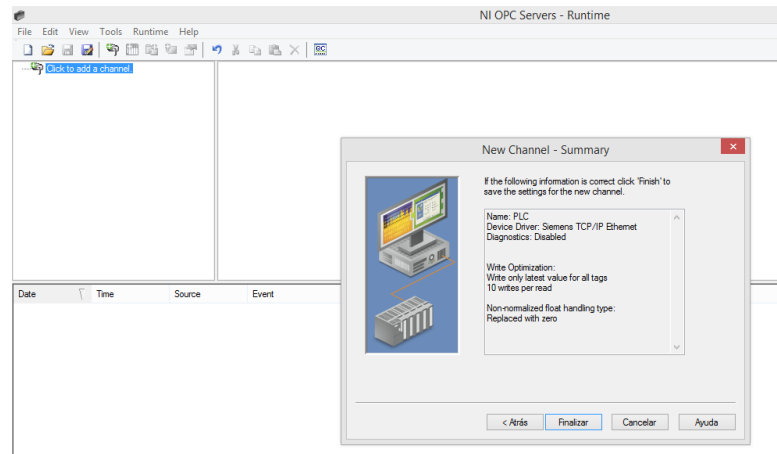 NI OPC Servers - Runtime
File Edit View Tools Runtime Help
Click to add a channel.
New Channel - Summary
If the following information is correct click 'Finish' to
save the settings for the new channel.
Name: PLC
Device Driver: Siemens TCP/IP Ethernet
Diagnostics: Disabled
Write Optimization:
Write only latest value for all tags
10 writes per read
Non-normalized float handling type:
Replaced with zero
Date Time Source Event
< Atrás Finalizar Cancelar Ayuda